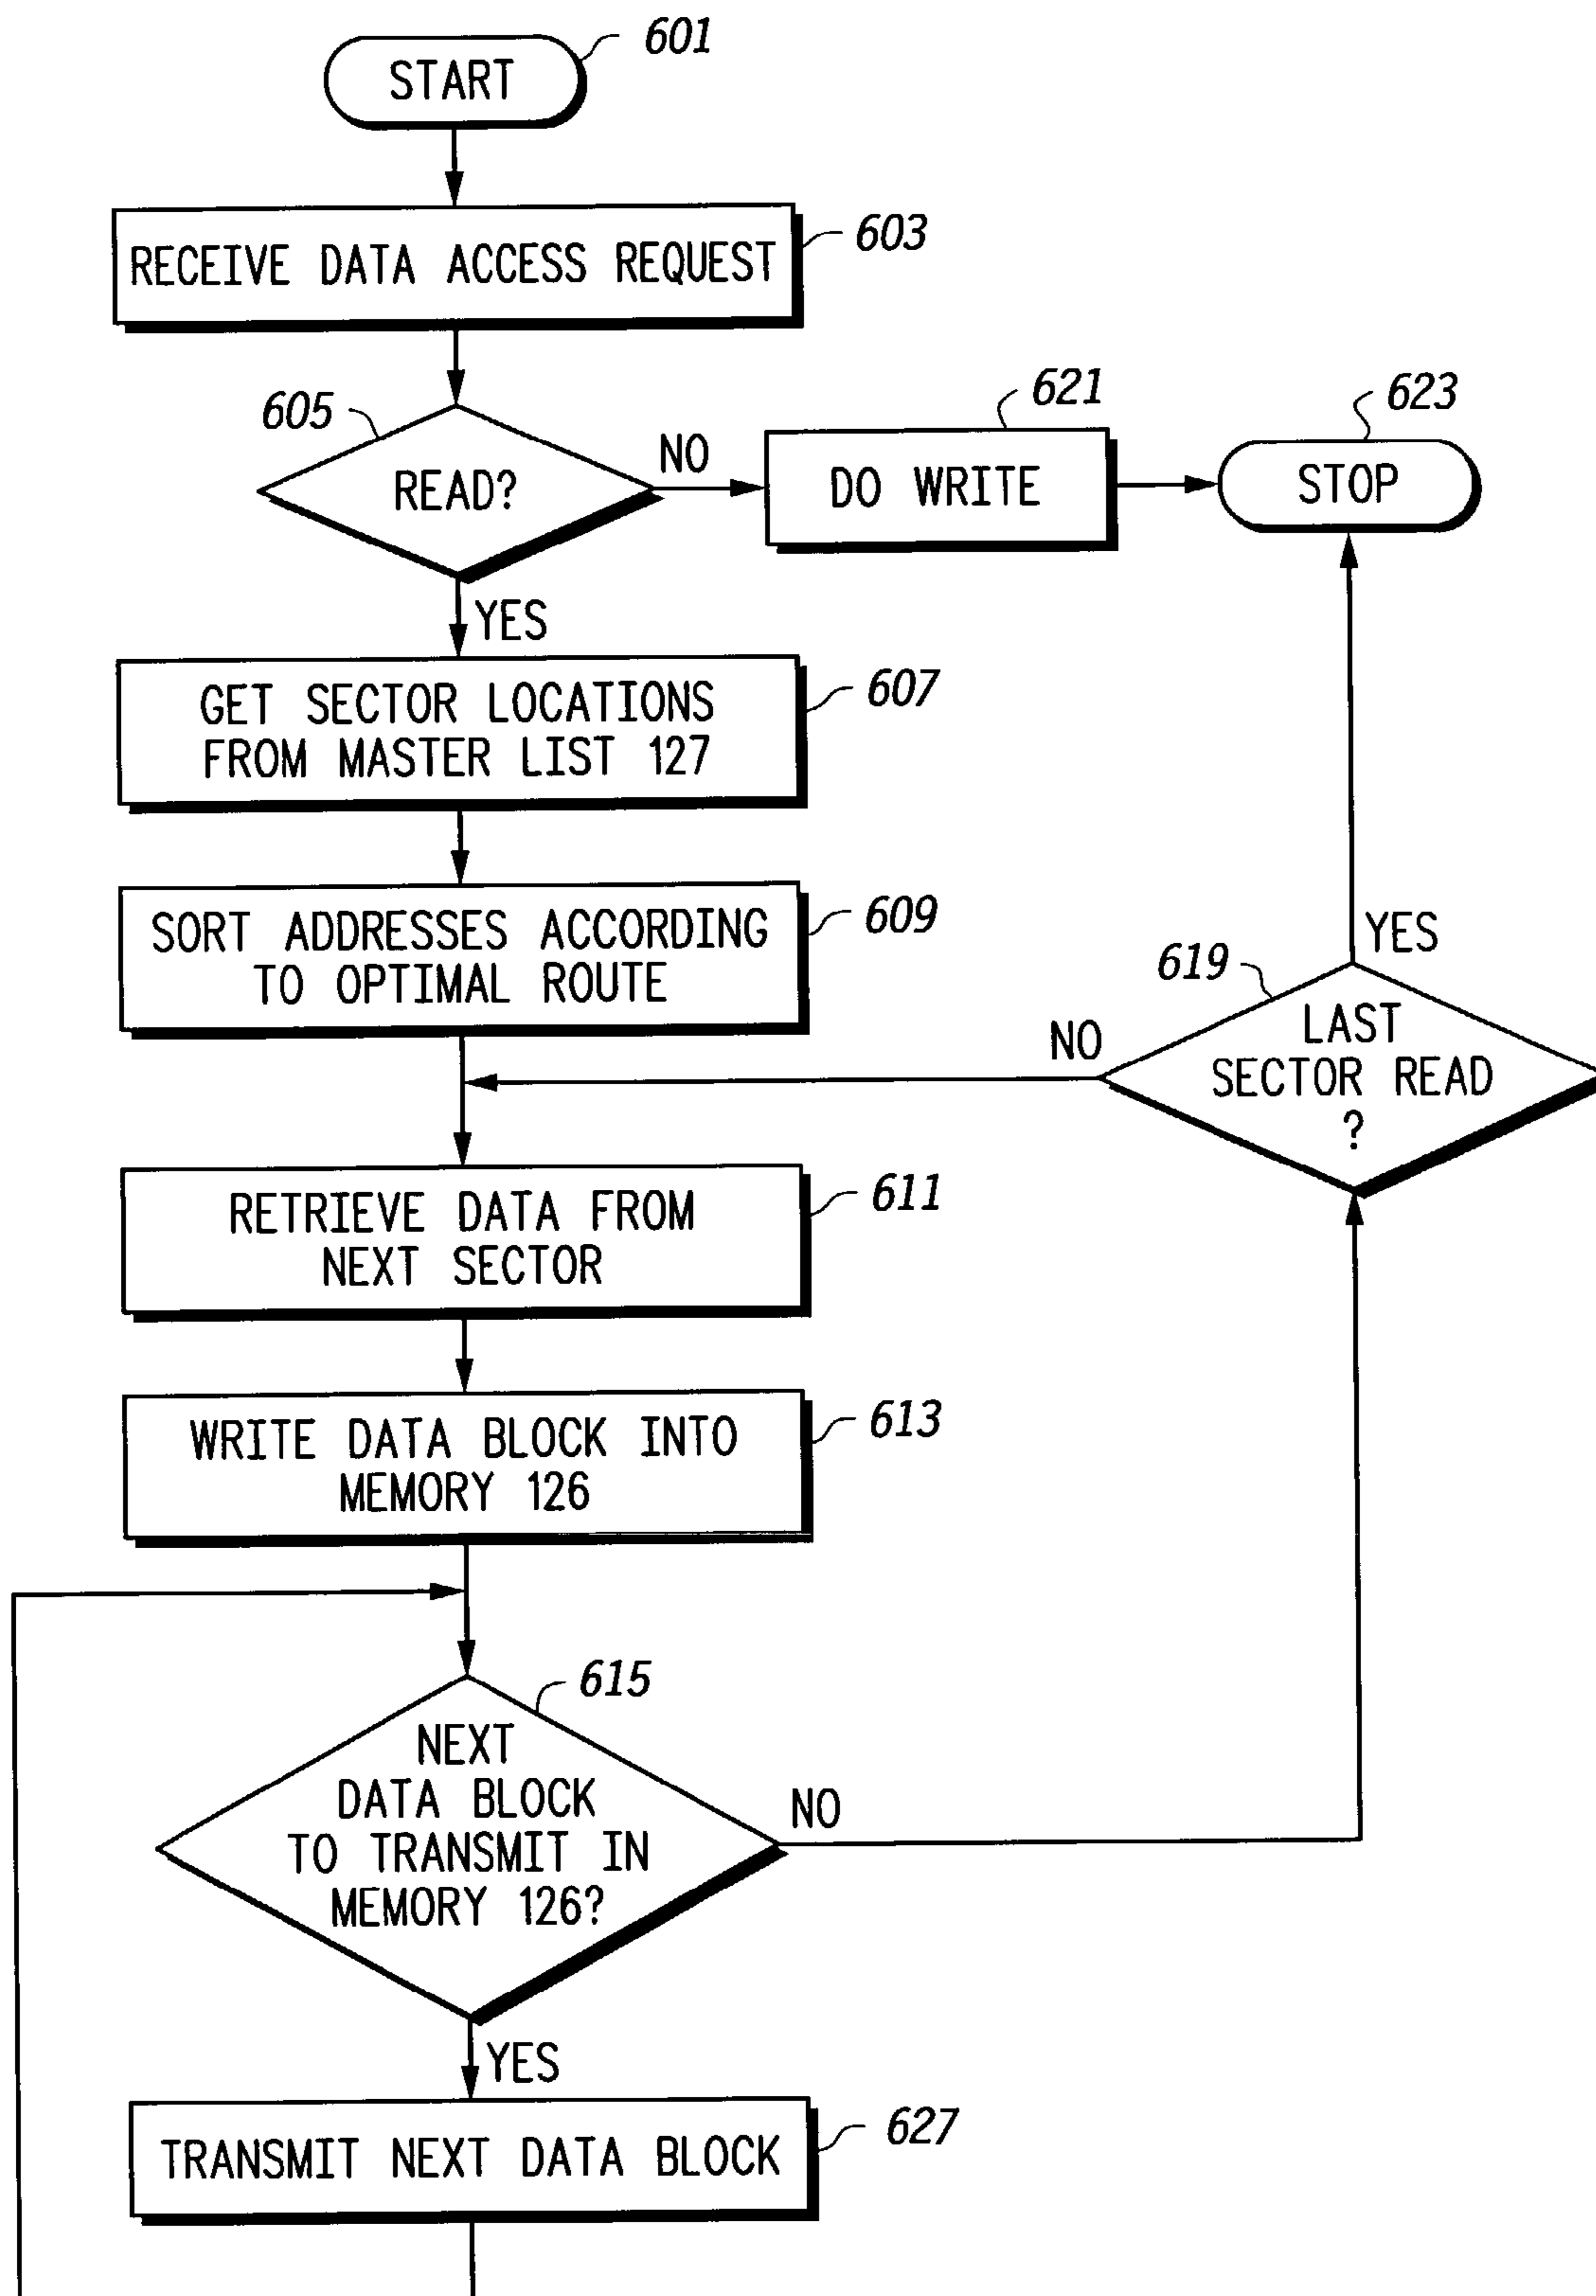 START
601
RECEIVE DATA ACCESS REQUEST
603
605
READ?
NO
621
DO WRITE
623
STOP
YES
GET SECTOR LOCATIONS
FROM MASTER LIST 127
607
SORT ADDRESSES ACCORDING
TO OPTIMAL ROUTE
609
YES
619
LAST
SECTOR READ
?
NO
RETRIEVE DATA FROM
NEXT SECTOR
611
WRITE DATA BLOCK INTO
MEMORY 126
613
615
NEXT
DATA BLOCK
TO TRANSMIT IN
MEMORY 126?
NO
YES
TRANSMIT NEXT DATA BLOCK
627